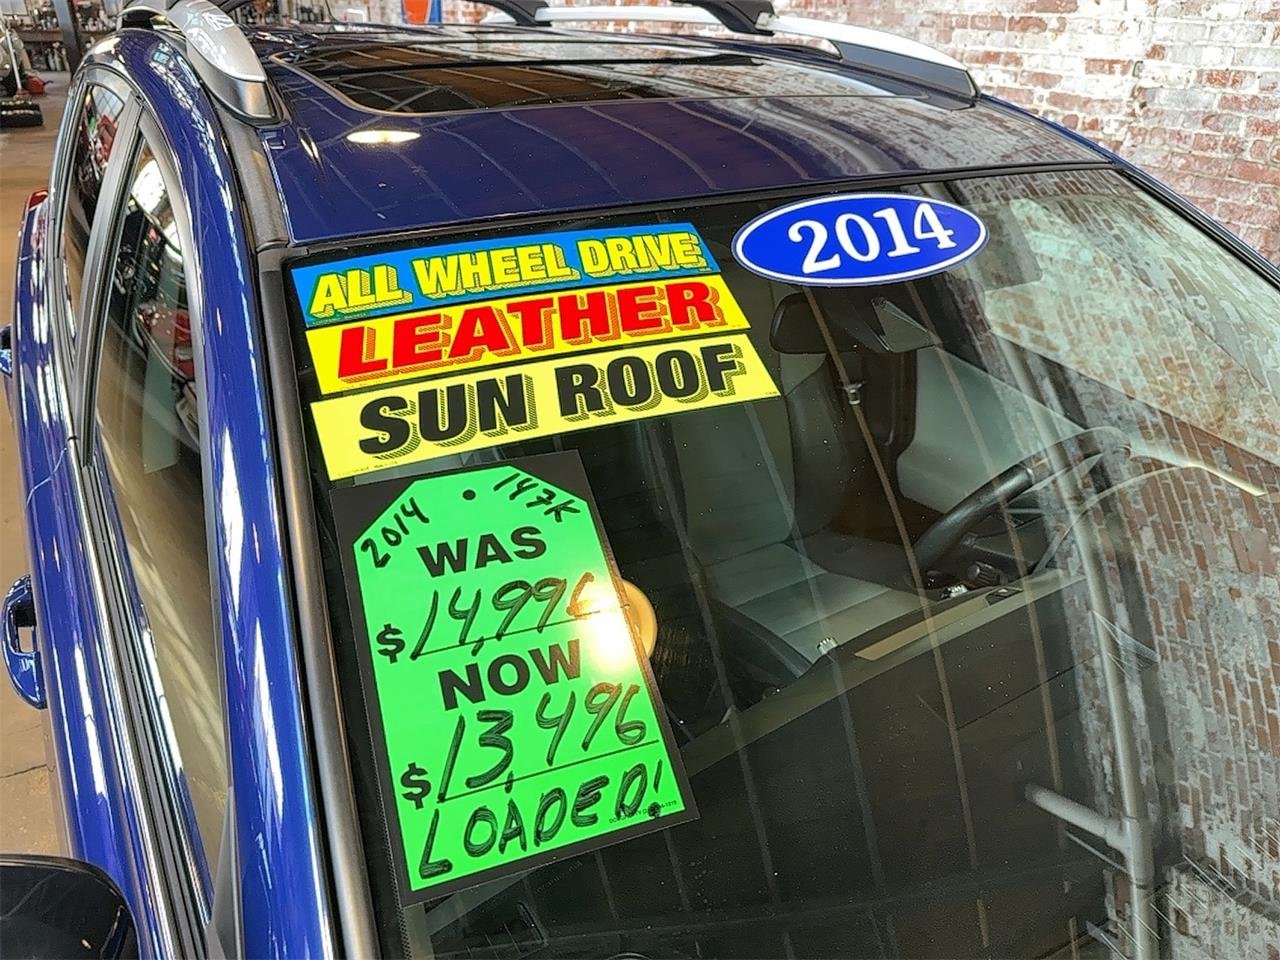 2014
ALL WHEEL DRIVE
LEATHER
SUN ROOF
2014 147K
WAS
$14,996
NOW
$13,496
LOADED!